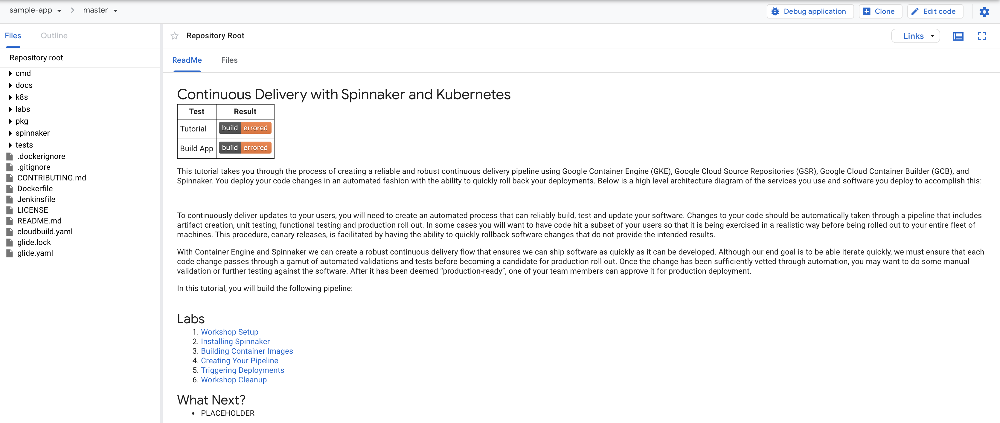 sample-app > master
Debug application
Clone
Edit code
Files
Outline
Repository root
cmd
docs
k8s
labs
pkg
spinnaker
tests
.dockerignore
.gitignore
CONTRIBUTING.md
Dockerfile
Jenkinsfile
LICENSE
README.md
cloudbuild.yaml
glide.lock
glide.yaml
Repository Root
Links
ReadMe
Files
Continuous Delivery with Spinnaker and Kubernetes
Test Result
Tutorial build errored
Build App build errored
This tutorial takes you through the process of creating a reliable and robust continuous delivery pipeline using Google Container Engine (GKE), Google Cloud Source Repositories (GSR), Google Cloud Container Builder (GCB), and
Spinnaker. You deploy your code changes in an automated fashion with the ability to quickly roll back your deployments. Below is a high level architecture diagram of the services you use and software you deploy to accomplish this:
To continuously deliver updates to your users, you will need to create an automated process that can reliably build, test and update your software. Changes to your code should be automatically taken through a pipeline that includes
artifact creation, unit testing, functional testing and production roll out. In some cases you will want to have code hit a subset of your users so that it is being exercised in a realistic way before being rolled out to your entire fleet of
machines. This procedure, canary releases, is facilitated by having the ability to quickly rollback software changes that do not provide the intended results.
With Container Engine and Spinnaker we can create a robust continuous delivery flow that ensures we can ship software as quickly as it can be developed. Although our end goal is to be able iterate quickly, we must ensure that each
code change passes through a gamut of automated validations and tests before becoming a candidate for production roll out. Once the change has been sufficiently vetted through automation, you may want to do some manual
validation or further testing against the software. After it has been deemed “production-ready”, one of your team members can approve it for production deployment.
In this tutorial, you will build the following pipeline:
Labs
1. Workshop Setup
2. Installing Spinnaker
3. Building Container Images
4. Creating Your Pipeline
5. Triggering Deployments
6. Workshop Cleanup
What Next?
• PLACEHOLDER